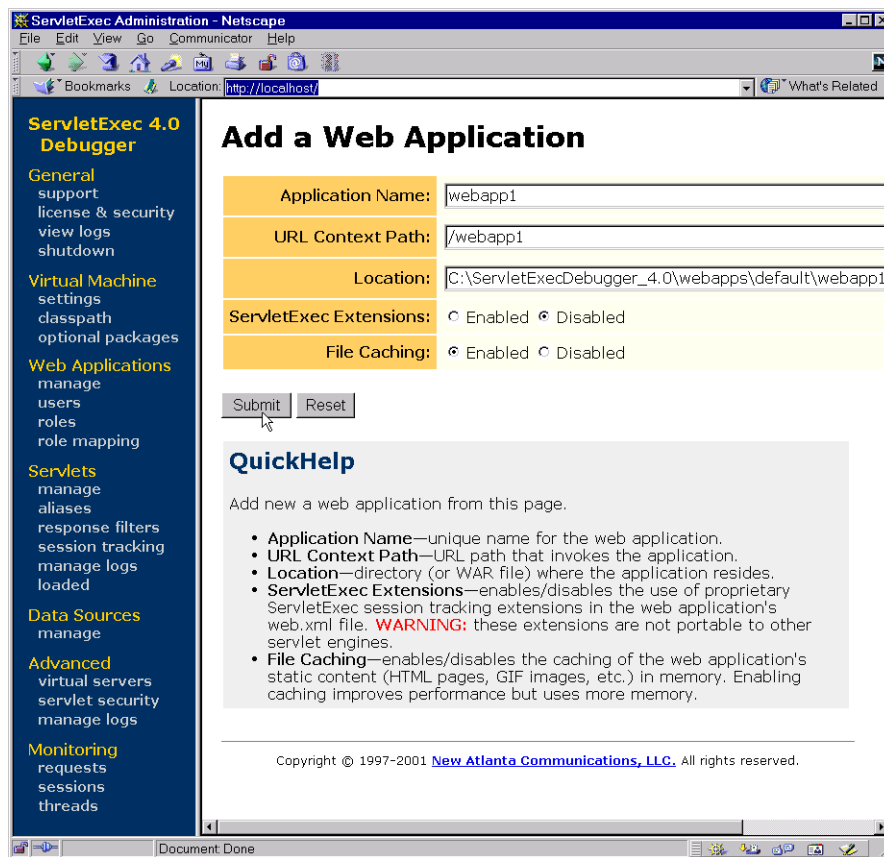 ServletExec Administration - Netscape
File Edit View Go Communicator Help
My
Bookmarks Location: http://localhost/ What's Related
N
ServletExec 4.0
Debugger
General
support
license & security
view logs
shutdown
Virtual Machine
settings
classpath
optional packages
Web Applications
manage
users
roles
role mapping
Servlets
manage
aliases
response filters
session tracking
manage logs
loaded
Data Sources
manage
Advanced
virtual servers
servlet security
manage logs
Monitoring
requests
sessions
threads
Add a Web Application
Application Name: webapp1
URL Context Path: /webapp1
Location: C:\ServletExecDebugger_4.0\webapps\default\webapp1
ServletExec Extensions: Enabled Disabled
File Caching: Enabled Disabled
Submit Reset
QuickHelp
Add new a web application from this page.
• Application Name—unique name for the web application.
• URL Context Path—URL path that invokes the application.
• Location—directory (or WAR file) where the application resides.
• ServletExec Extensions—enables/disables the use of proprietary
ServletExec session tracking extensions in the web application's
web.xml file. WARNING: these extensions are not portable to other
servlet engines.
• File Caching—enables/disables the caching of the web application's
static content (HTML pages, GIF images, etc.) in memory. Enabling
caching improves performance but uses more memory.
Copyright © 1997-2001 New Atlanta Communications, LLC. All rights reserved.
Document: Done